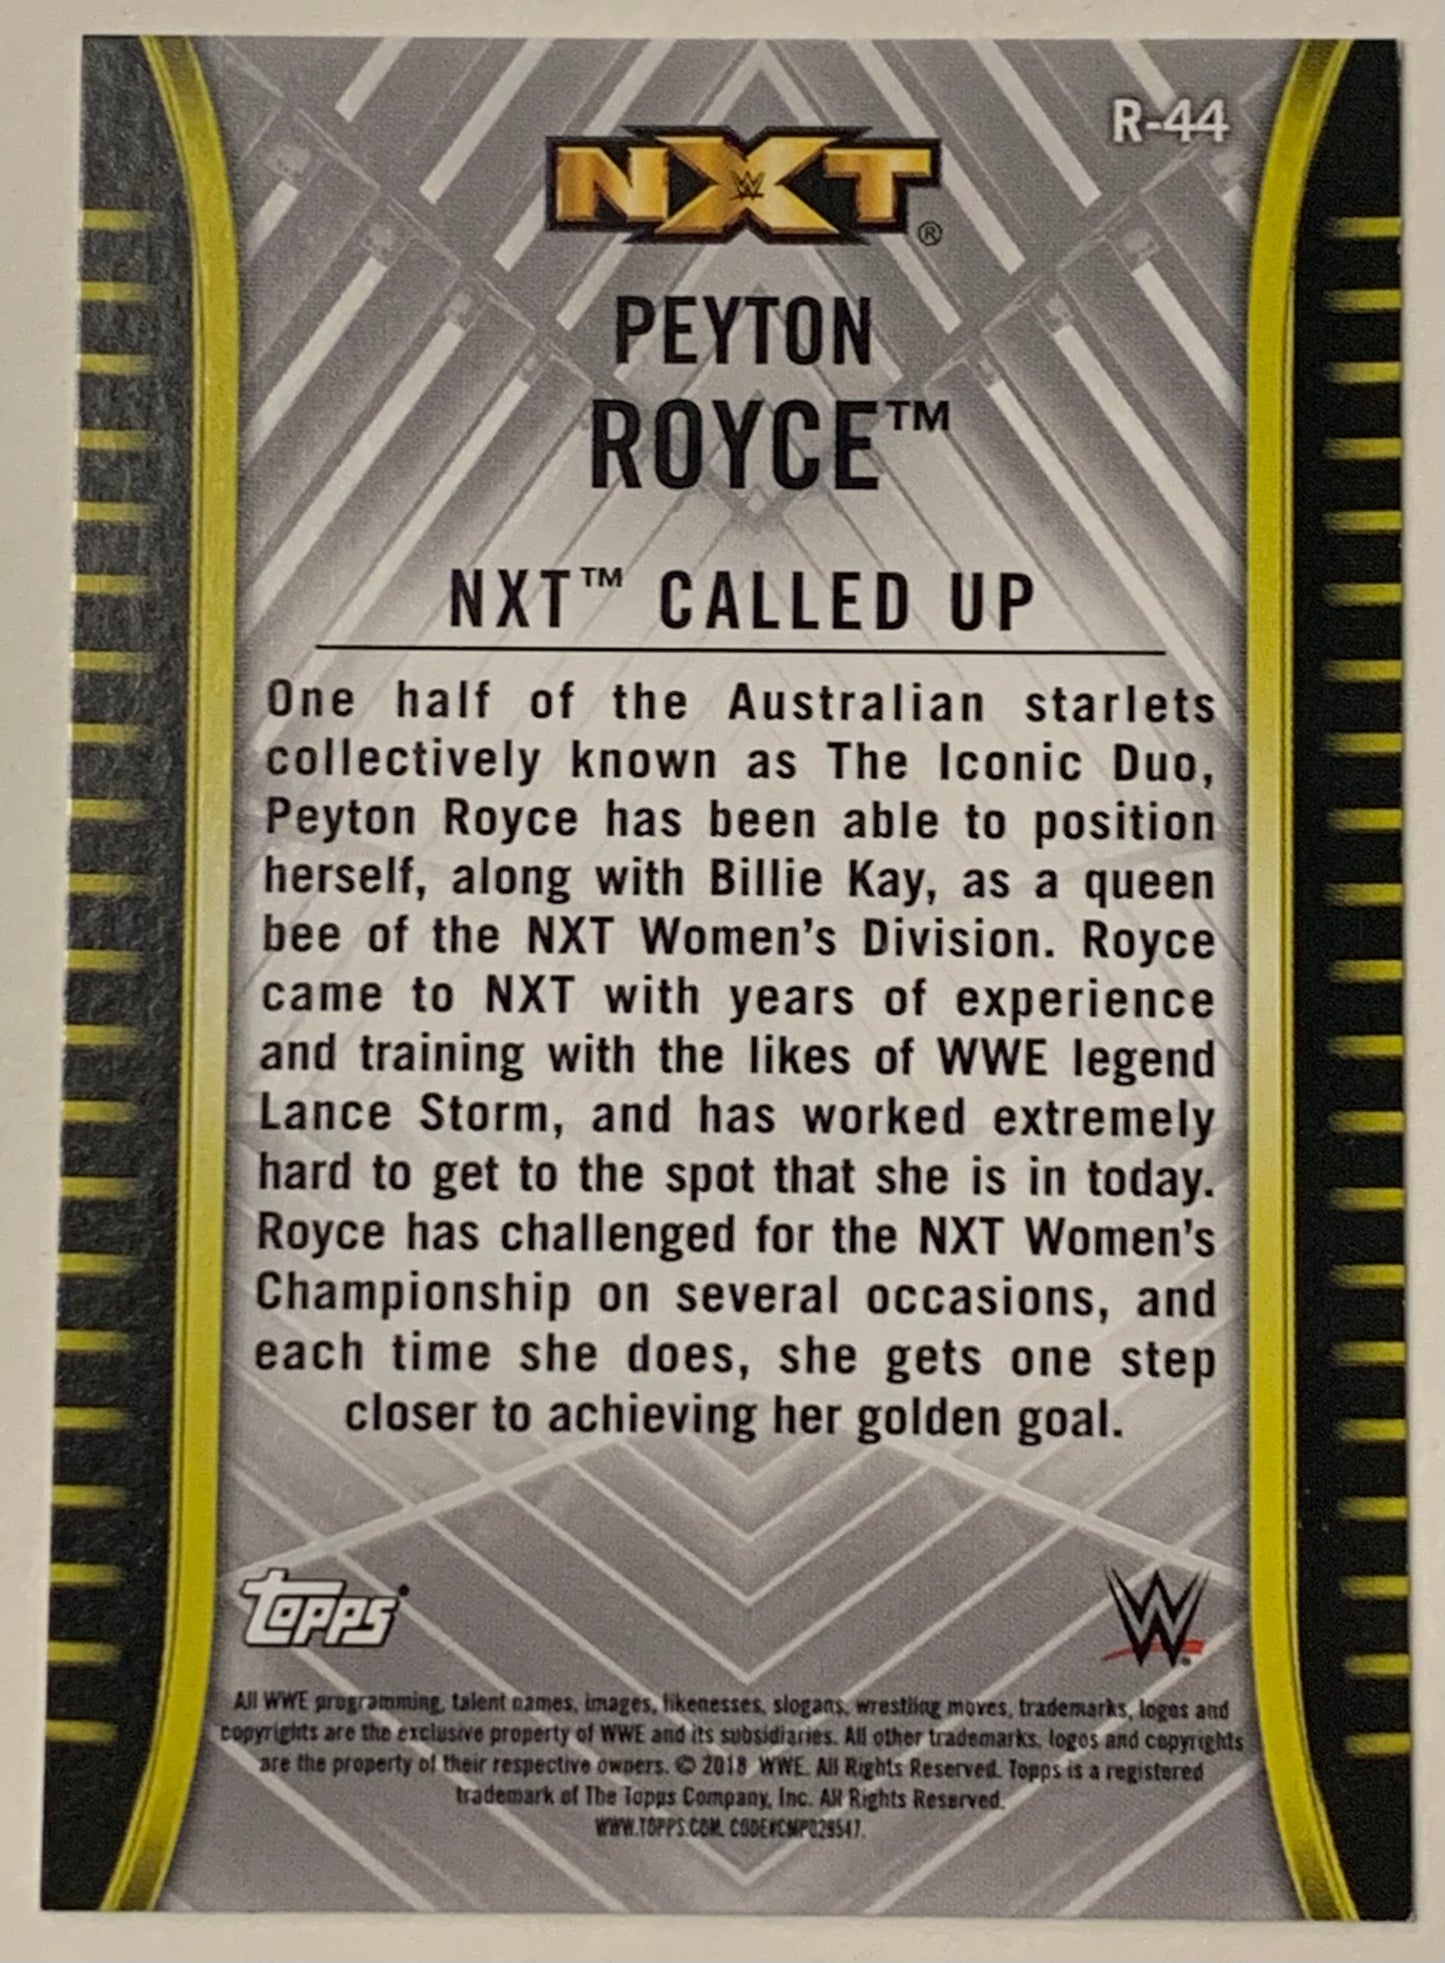 R-44
NXT®
PEYTON
ROYCE™
NXT™ CALLED UP
One half of the Australian starlets
collectively known as The Iconic Duo,
Peyton Royce has been able to position
herself, along with Billie Kay, as a queen
bee of the NXT Women's Division. Royce
came to NXT with years of experience
and training with the likes of WWE legend
Lance Storm, and has worked extremely
hard to get to the spot that she is in today.
Royce has challenged for the NXT Women's
Championship on several occasions, and
each time she does, she gets one step
closer to achieving her golden goal.
Topps
W
All WWE programming, talent names, images, likenesses, slogans, wrestling moves, trademarks, logos and
copyrights are the exclusive property of WWE and its subsidiaries. All other trademarks, logos and copyrights
are the property of their respective owners. © 2018 WWE. All Rights Reserved. Topps is a registered
trademark of The Topps Company, Inc. All Rights Reserved.
WWW.TOPPS.COM. CODE#CMP029547.